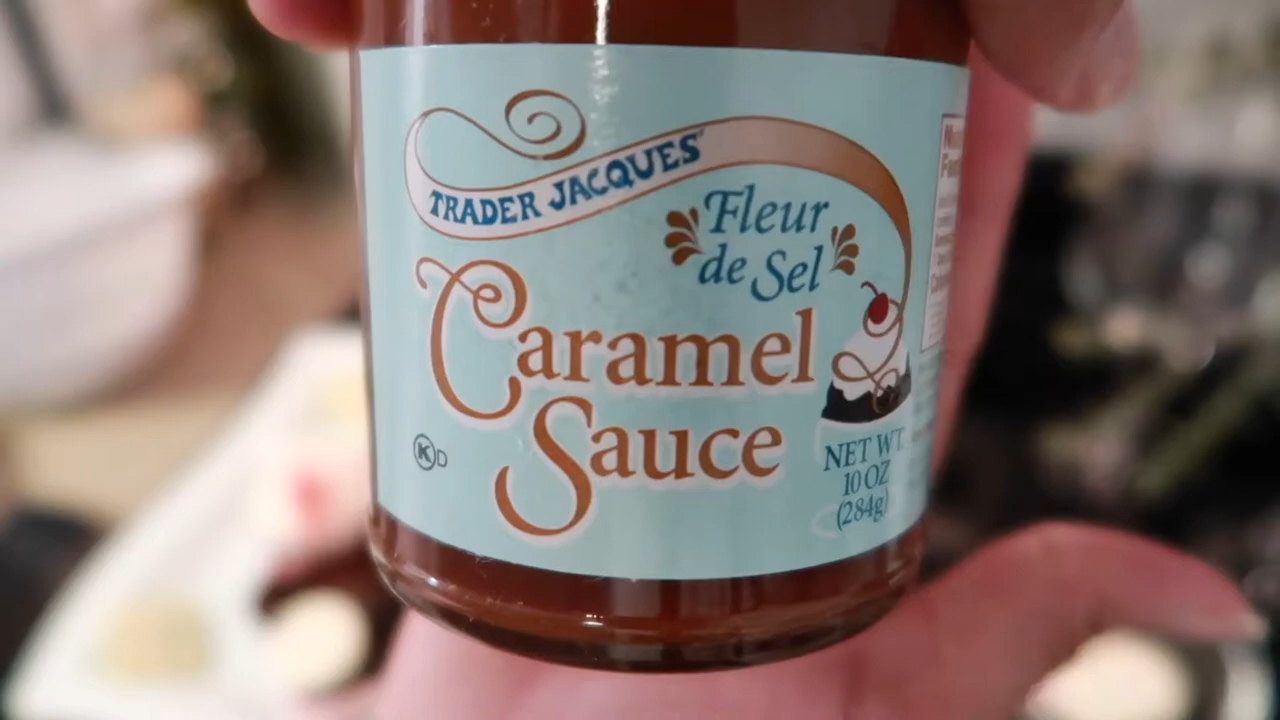 TRADER JACQUES'
Fleur
de Sel
Caramel
Sauce
K D
NET WT.
10 OZ
(284g)